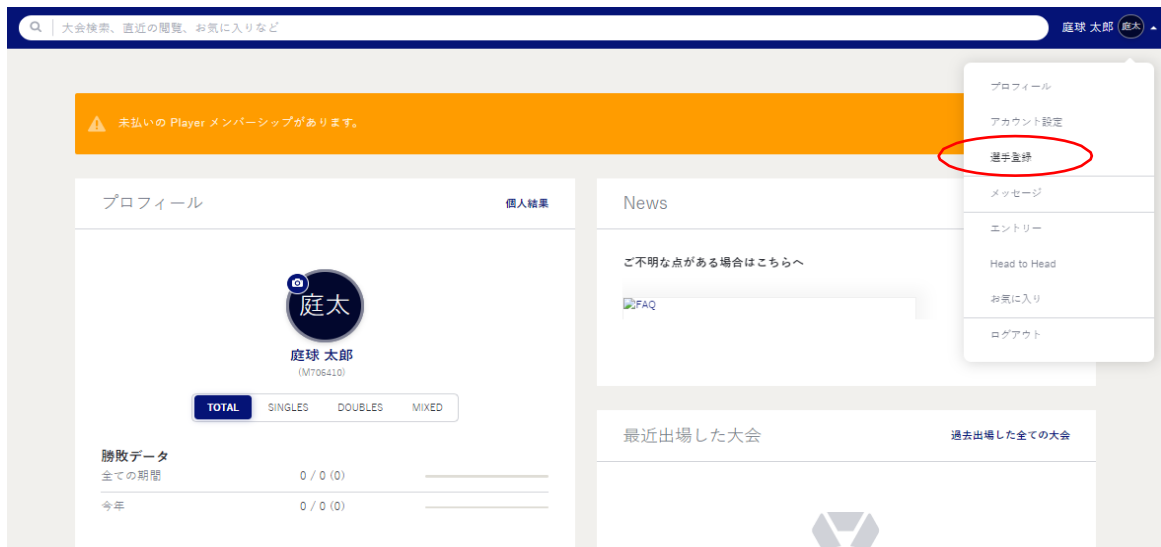 大会検索、直近の閲覧、お気に入りなど
庭球 太郎 庭太
プロフィール
アカウント設定
選手登録
メッセージ
エントリー
Head to Head
お気に入り
ログアウト
未払いの Player メンバーシップがあります。
プロフィール 個人結果
庭太
庭球 太郎
(M706410)
TOTAL SINGLES DOUBLES MIXED
勝敗データ
全ての期間 0 / 0 (0)
今年 0 / 0 (0)
News
ご不明な点がある場合はこちらへ
FAQ
最近出場した大会 過去出場した全ての大会